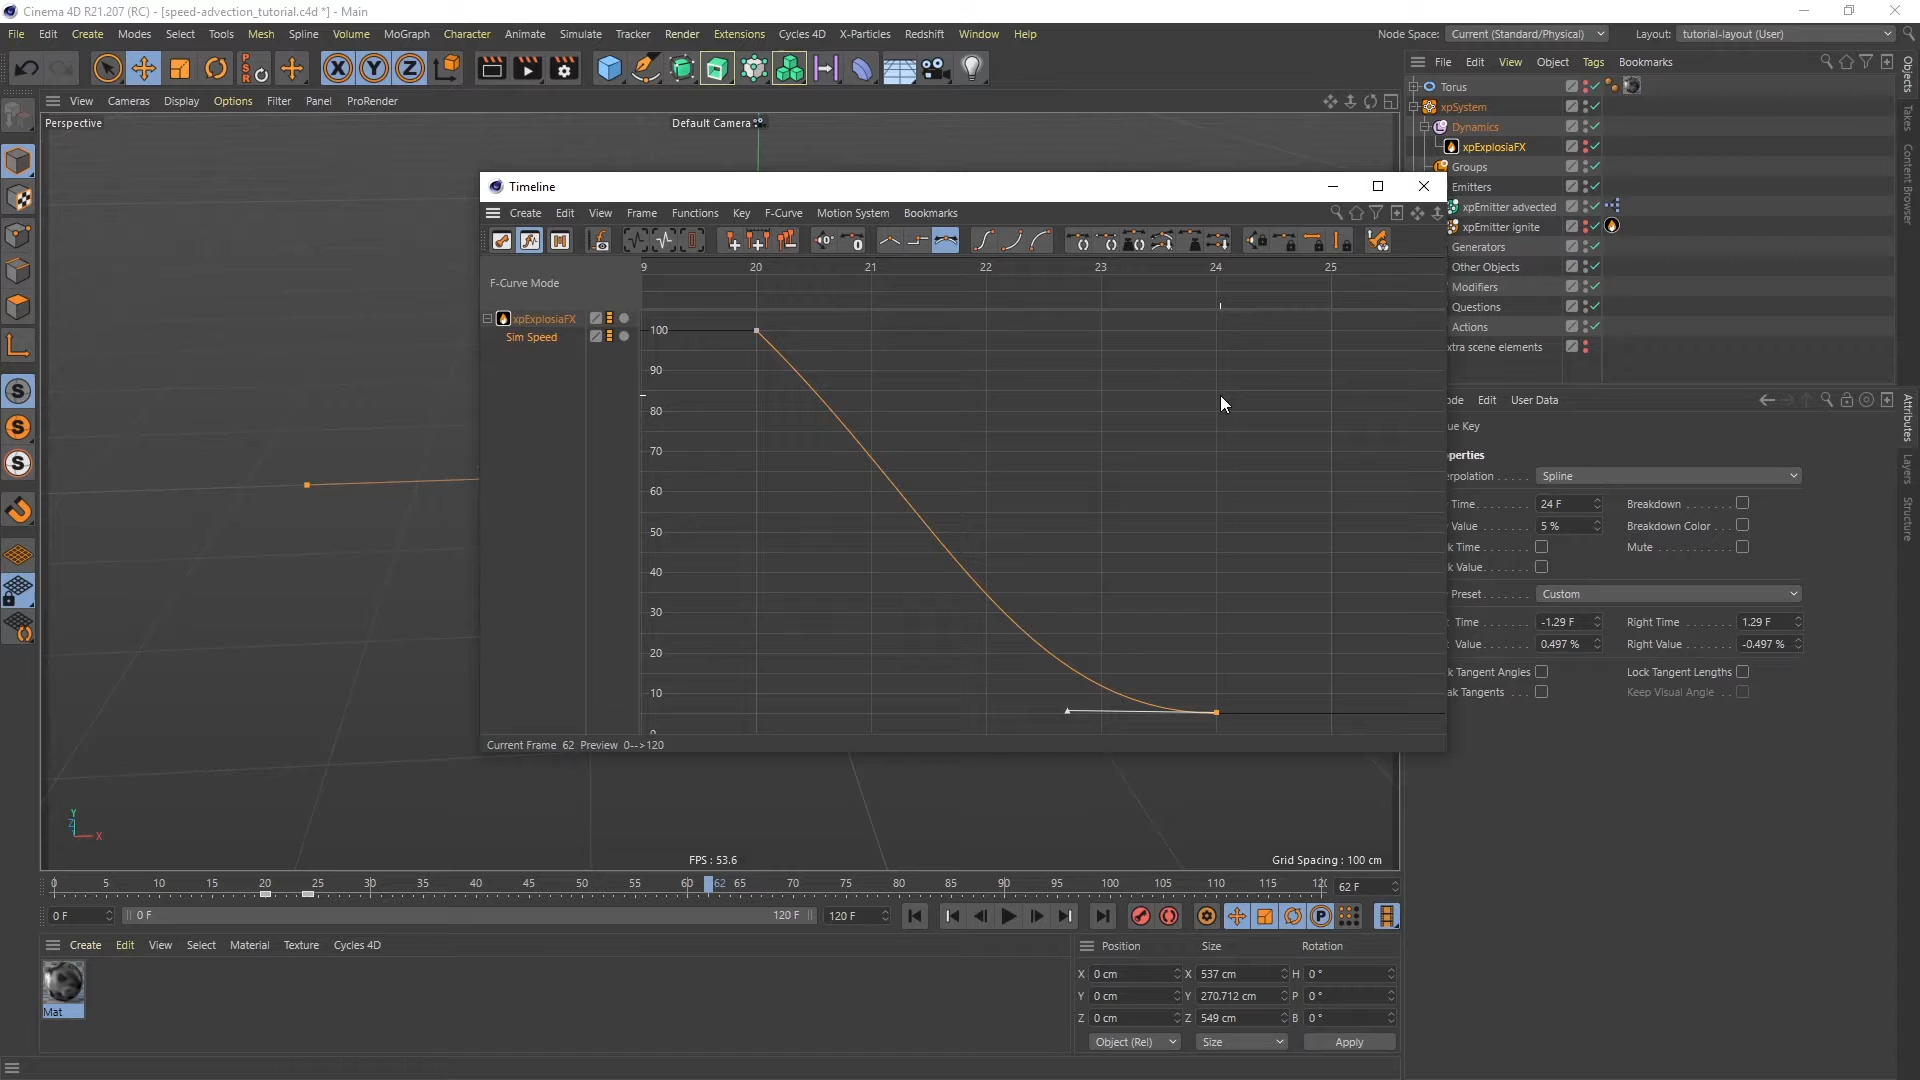 Cinema 4D R21.207 (RC) - [speed-advection_tutorial.c4d *] - Main
File Edit Create Modes Select Tools Mesh Spline Volume MoGraph Character Animate Simulate Tracker Render Extensions Cycles 4D X-Particles Redshift Window Help Node Space: Current (Standard/Physical) Layout: tutorial-layout (User)
PSR X Y Z
File Edit View Object Tags Bookmarks
View Cameras Display Options Filter Panel ProRender
Perspective
Default Camera
Torus
xpSystem
Dynamics
xpExplosiaFX
Groups
Emitters
xpEmitter advected
xpEmitter ignite
Generators
Other Objects
Modifiers
Questions
Actions
xtra scene elements
Objects
Takes
Content Browser
Attributes
Layers
Structure
Timeline
Create Edit View Frame Functions Key F-Curve Motion System Bookmarks
9 20 21 22 23 24 25
F-Curve Mode
xpExplosiaFX
Sim Speed
100
90
80
70
60
50
40
30
20
10
Current Frame 62 Preview 0-->120
ode Edit User Data
ue Key
perties
erpolation Spline
Time 24 F Breakdown
Value 5 % Breakdown Color
k Time Mute
k Value
Preset Custom
Time -1.29 F Right Time 1.29 F
Value 0.497 % Right Value -0.497 %
k Tangent Angles Lock Tangent Lengths
ak Tangents Keep Visual Angle
Y
Z
X
FPS : 53.6
Grid Spacing : 100 cm
0 5 10 15 20 25 30 35 40 45 50 55 60 62 65 70 75 80 85 90 95 100 105 110 115 12 62 F
0 F 0 F 120 F 120 F
Create Edit View Select Material Texture Cycles 4D
Mat
Position Size Rotation
X 0 cm X 537 cm H 0 °
Y 0 cm Y 270.712 cm P 0 °
Z 0 cm Z 549 cm B 0 °
Object (Rel) Size Apply